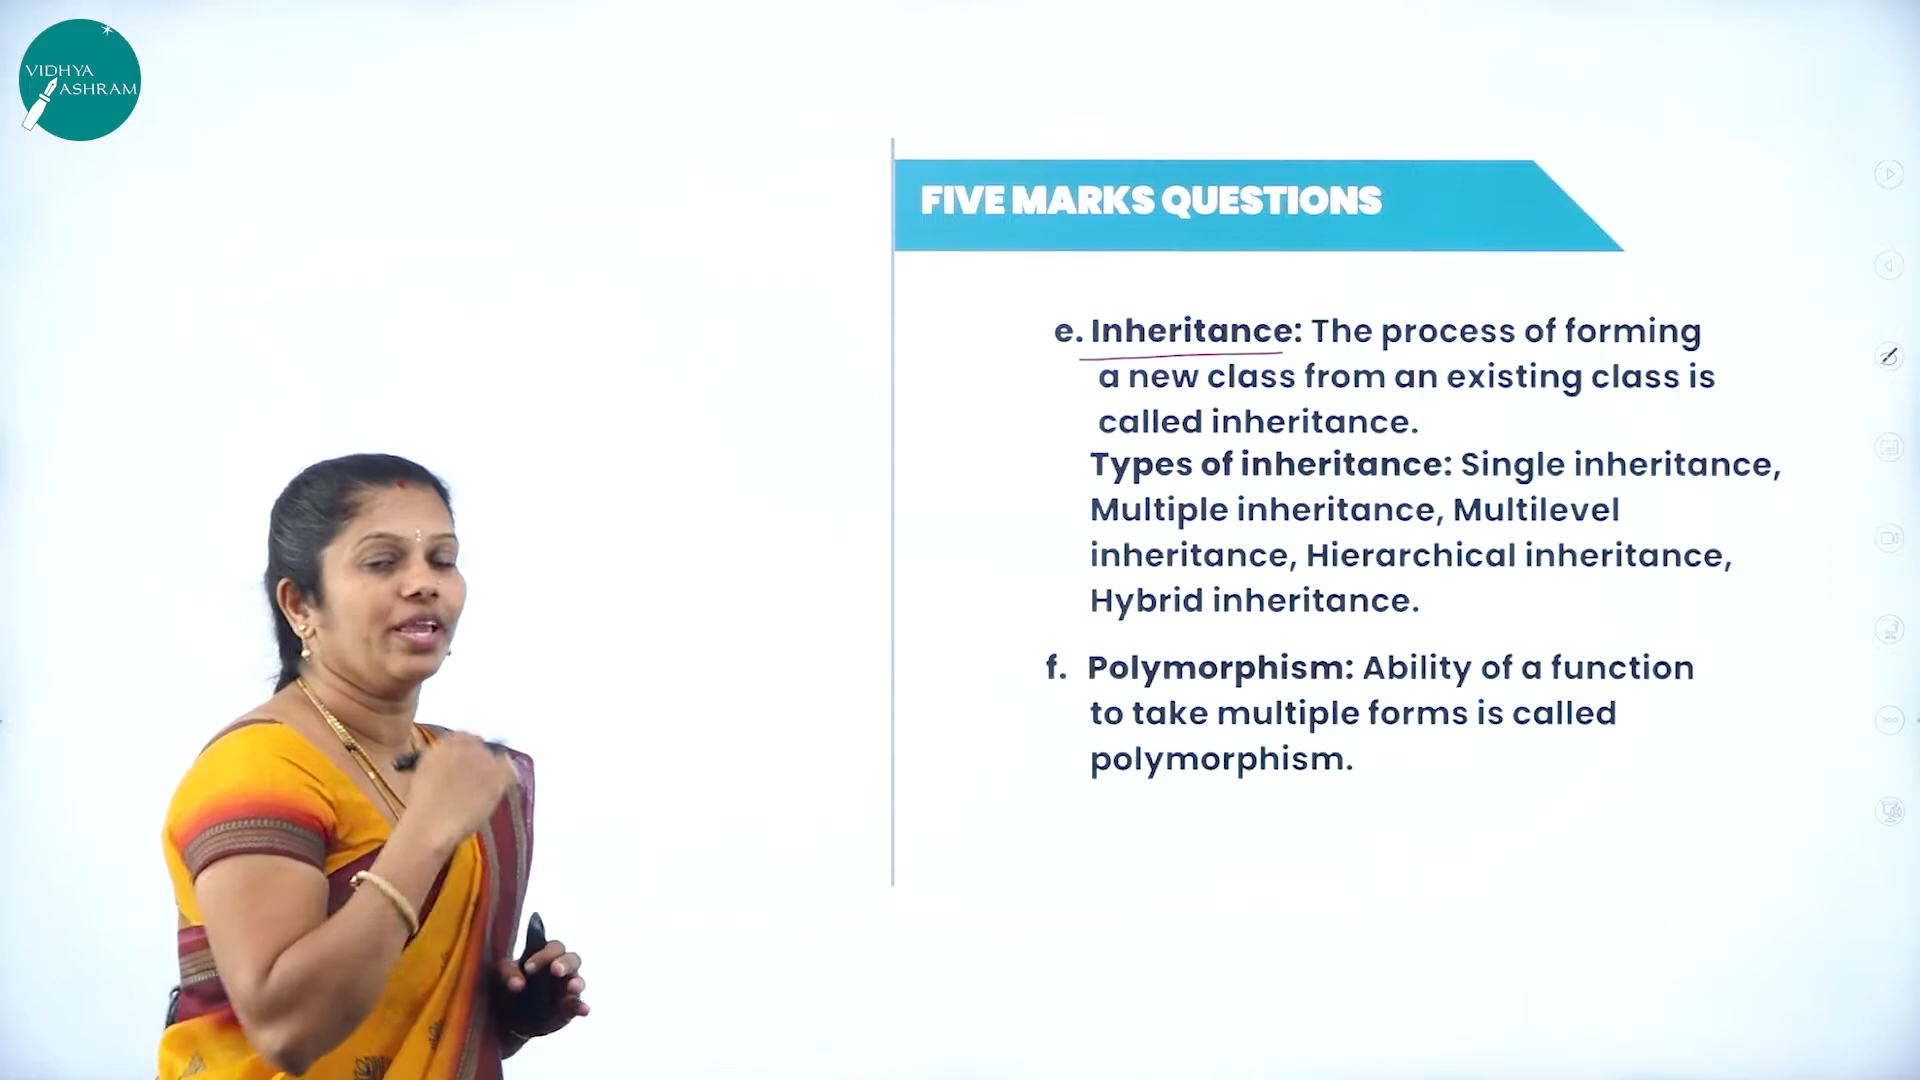 VIDHYA
ASHRAM
FIVE MARKS QUESTIONS
e. Inheritance: The process of forming
a new class from an existing class is
called inheritance.
Types of inheritance: Single inheritance,
Multiple inheritance, Multilevel
inheritance, Hierarchical inheritance,
Hybrid inheritance.
f. Polymorphism: Ability of a function
to take multiple forms is called
polymorphism.